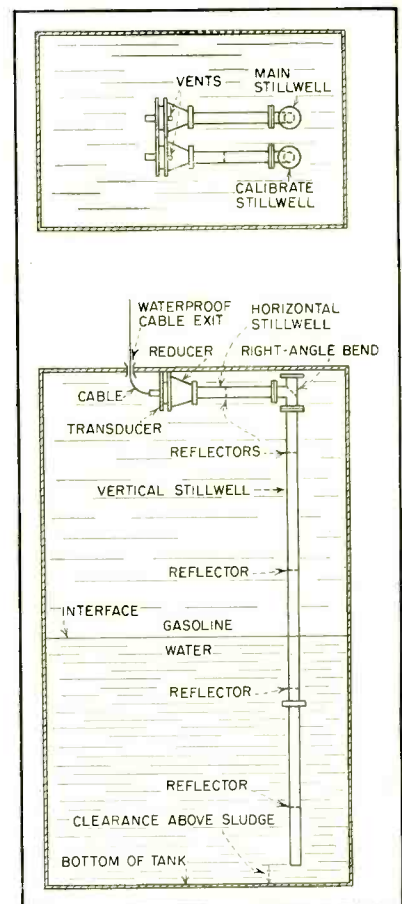 VENTS
MAIN
STILLWELL
CALIBRATE
STILLWELL
WATERPROOF
CABLE EXIT
HORIZONTAL
STILLWELL
REDUCER
RIGHT-ANGLE BEND
CABLE
TRANSDUCER
REFLECTORS
VERTICAL STILLWELL
REFLECTOR
INTERFACE
GASOLINE
WATER
REFLECTOR
REFLECTOR
CLEARANCE ABOVE SLUDGE
BOTTOM OF TANK